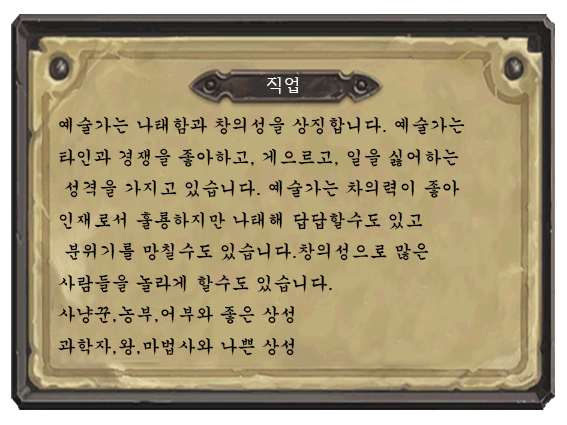 직업
예술가는 나태함과 창의성을 상징합니다. 예술가는
타인과 경쟁을 좋아하고, 게으르고, 일을 싫어하는
성격을 가지고 있습니다. 예술가는 차의력이 좋아
인재로서 훌륭하지만 나태해 답답할수도 있고
분위기를 망칠수도 있습니다.창의성으로 많은
사람들을 놀라게 할수도 있습니다.
사냥꾼,농부,어부와 좋은 상성
과학자,왕,마법사와 나쁜 상성